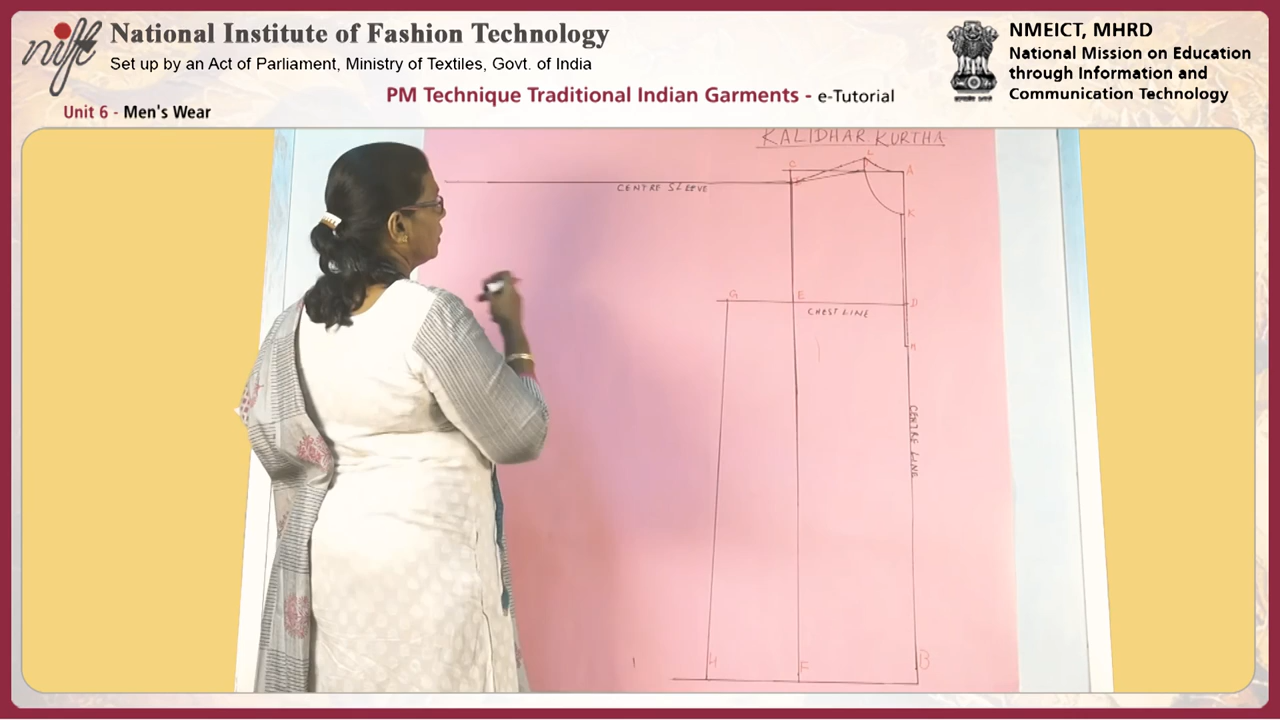 nift
National Institute of Fashion Technology
Set up by an Act of Parliament, Ministry of Textiles, Govt. of India
PM Technique Traditional Indian Garments - e-Tutorial
Unit 6 - Men's Wear
NMEICT, MHRD
National Mission on Education
through Information and
Communication Technology
KALIDHAR KURTHA
C
L
A
CENTRE SLEEVE
K
G
E
D
CHEST LINE
CENTRE LINE
H
F
B